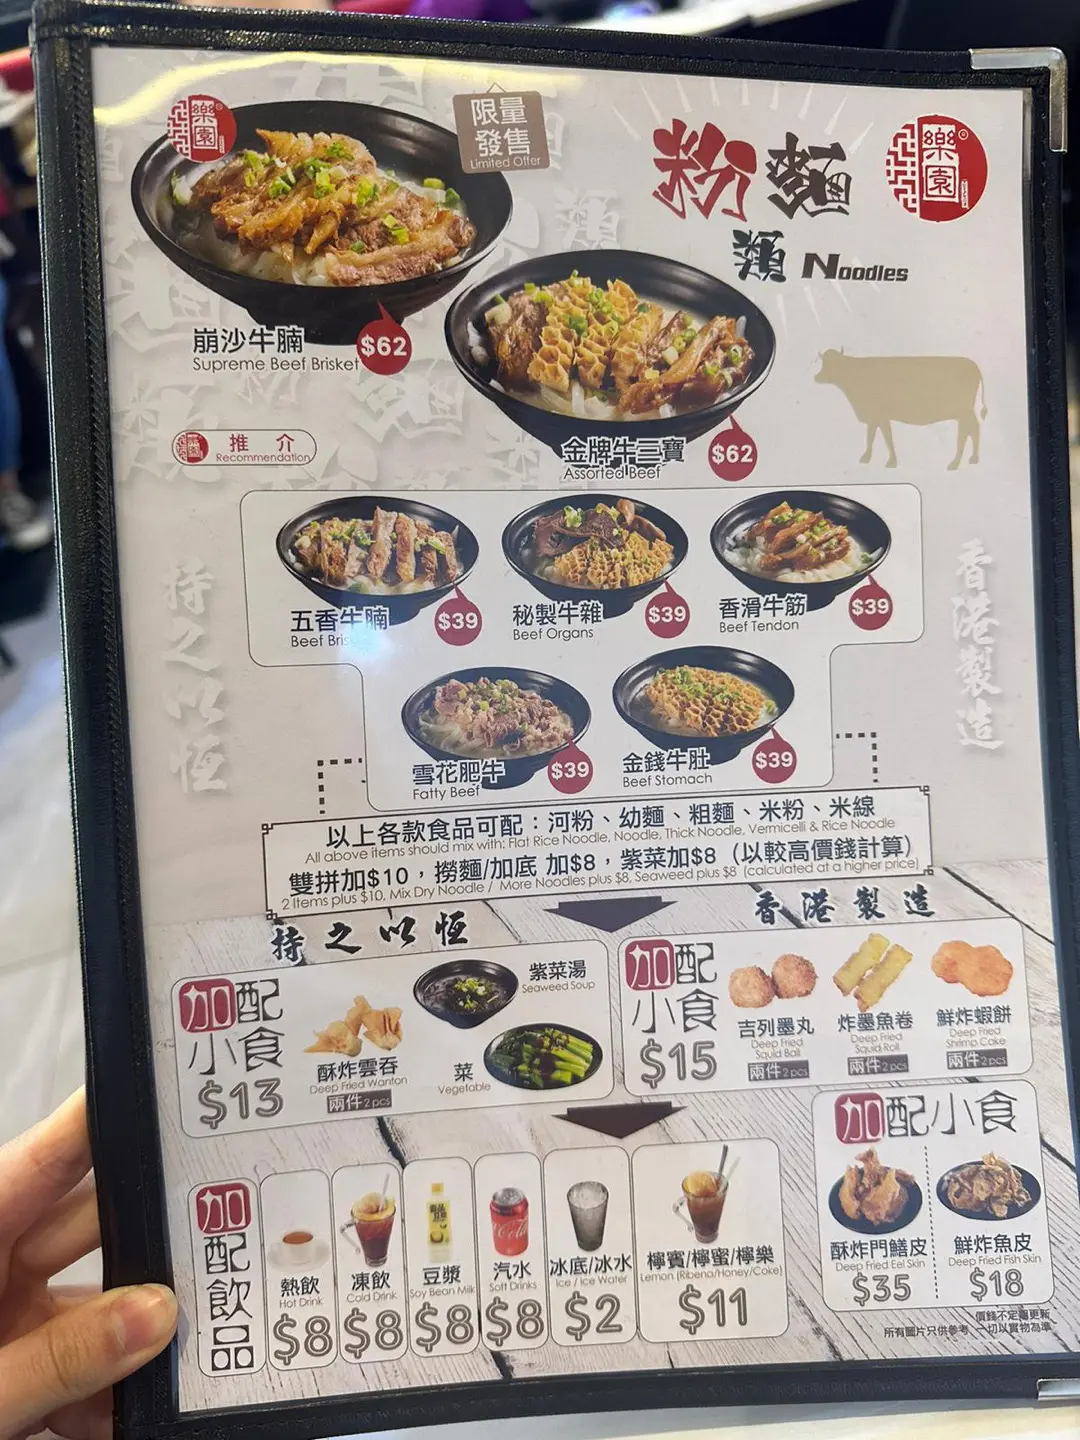 樂園
限量
發售
Limited Offer
粉麵
類 Noodles
樂園
崩沙牛腩
Supreme Beef Brisket
$62
金牌牛三寶
Assorted Beef
$62
推介
Recommendation
持之以恆
香港製造
五香牛腩
Beef Bris
$39
秘製牛雜
Beef Organs
$39
香滑牛筋
Beef Tendon
$39
雪花肥牛
Fatty Beef
$39
金錢牛肚
Beef Stomach
$39
以上各款食品可配：河粉、幼麵、粗麵、米粉、米線
All above items should mix with: Flat Rice Noodle, Noodle, Thick Noodle, Vermicelli & Rice Noodle
雙拼加$10，撈麵/加底 加$8，紫菜加$8（以較高價錢計算）
2 Items plus $10, Mix Dry Noodle / More Noodles plus $8, Seaweed plus $8 (calculated at a higher price)
持之以恆
香港製造
加配
小食
$13
酥炸雲吞
Deep Fried Wanton
兩件 2 pcs
紫菜湯
Seaweed Soup
菜
Vegetable
加配
小食
$15
吉列墨丸
Deep Fried
Squid Ball
兩件 2 pcs
炸墨魚卷
Deep Fried
Squid Roll
兩件 2 pcs
鮮炸蝦餅
Deep Fried
Shrimp Cake
兩件 2 pcs
加配飲品
熱飲
Hot Drink
$8
凍飲
Cold Drink
$8
豆漿
Soy Bean Milk
$8
汽水
Soft Drinks
$8
冰底/冰水
Ice / Ice Water
$2
檸賓/檸蜜/檸樂
Lemon (Ribena/Honey/Coke)
$11
加配小食
酥炸門鱔皮
Deep Fried Eel Skin
$35
鮮炸魚皮
Deep Fried Fish Skin
$18
價錢不定期更新
所有圖片只供參考，一切以實物為準